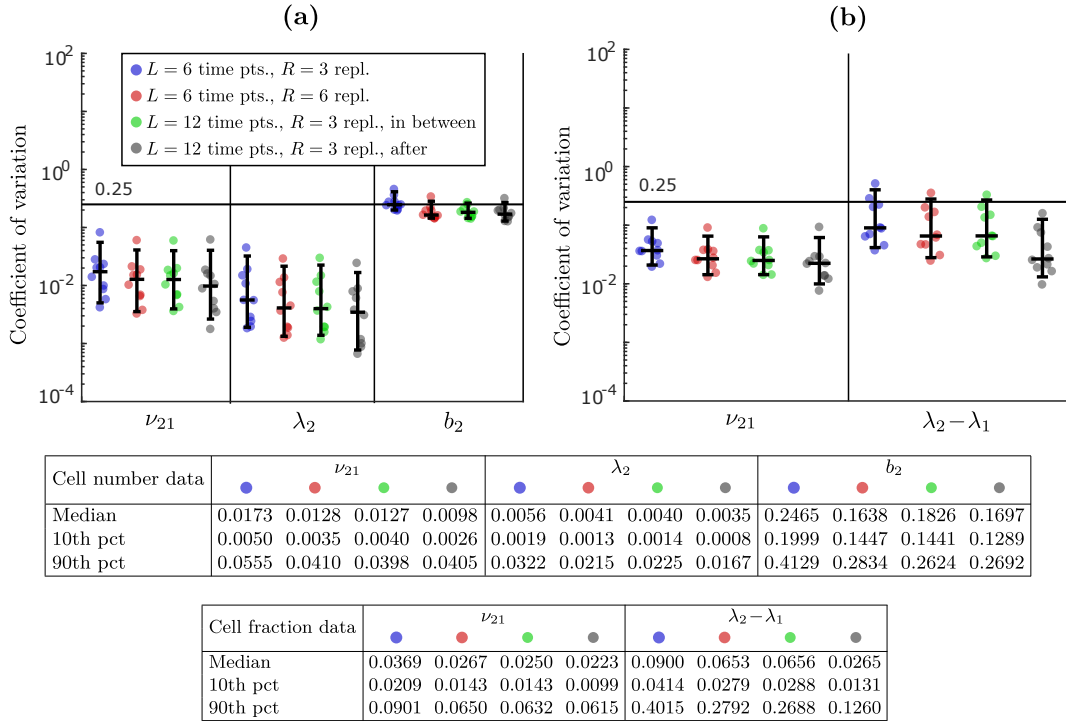 (a)
(b)
Coefficient of variation
10^2
10^0
10^-2
10^-4
L = 6 time pts., R = 3 repl.
L = 6 time pts., R = 6 repl.
L = 12 time pts., R = 3 repl., in between
L = 12 time pts., R = 3 repl., after
0.25
ν21
λ2
b2
Coefficient of variation
10^2
10^0
10^-2
10^-4
0.25
ν21
λ2−λ1
Cell number data ν21 λ2 b2
Median 0.0173 0.0128 0.0127 0.0098 0.0056 0.0041 0.0040 0.0035 0.2465 0.1638 0.1826 0.1697
10th pct 0.0050 0.0035 0.0040 0.0026 0.0019 0.0013 0.0014 0.0008 0.1999 0.1447 0.1441 0.1289
90th pct 0.0555 0.0410 0.0398 0.0405 0.0322 0.0215 0.0225 0.0167 0.4129 0.2834 0.2624 0.2692
Cell fraction data ν21 λ2−λ1
Median 0.0369 0.0267 0.0250 0.0223 0.0900 0.0653 0.0656 0.0265
10th pct 0.0209 0.0143 0.0143 0.0099 0.0414 0.0279 0.0288 0.0131
90th pct 0.0901 0.0650 0.0632 0.0615 0.4015 0.2792 0.2688 0.1260